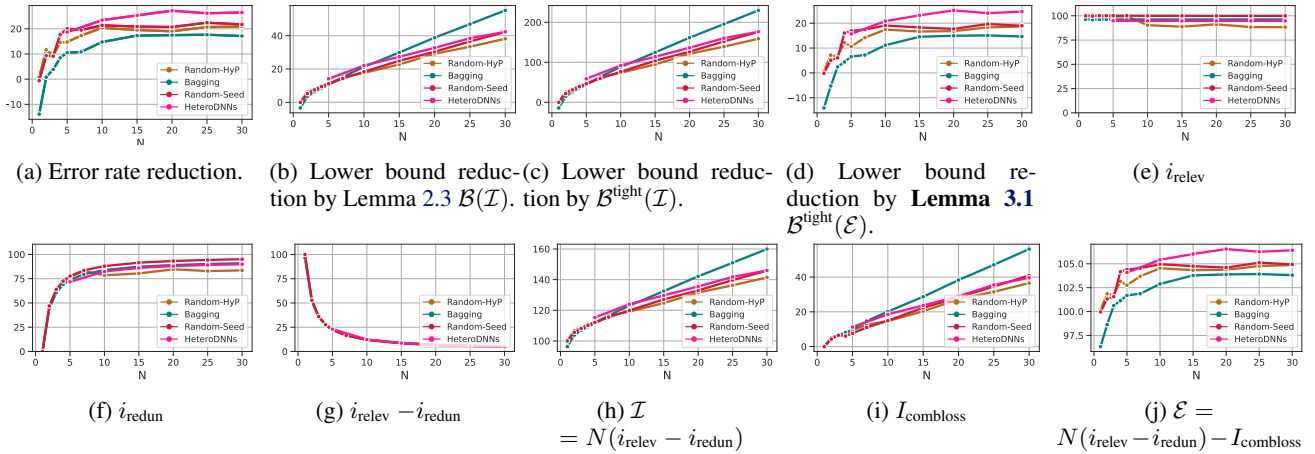 20
10
0
−10
0
5
10
15
20
25
30
N
Random-HyP
Bagging
Random-Seed
HeteroDNNs
40
20
0
0
5
10
15
20
25
30
N
Random-HyP
Bagging
Random-Seed
HeteroDNNs
200
100
0
0
5
10
15
20
25
30
N
Random-HyP
Bagging
Random-Seed
HeteroDNNs
20
10
0
−10
0
5
10
15
20
25
30
N
Random-HyP
Bagging
Random-Seed
HeteroDNNs
100
75
50
25
0
0
5
10
15
20
25
30
N
Random-HyP
Bagging
Random-Seed
HeteroDNNs
(a) Error rate reduction.
(b) Lower bound reduc-
tion by Lemma 2.3 B(I).
(c) Lower bound reduc-
tion by B^tight(I).
(d) Lower bound re-
duction by Lemma 3.1
B^tight(E).
(e) i_relev
100
75
50
25
0
0
5
10
15
20
25
30
N
Random-HyP
Bagging
Random-Seed
HeteroDNNs
100
75
50
25
0
0
5
10
15
20
25
30
N
Random-HyP
Bagging
Random-Seed
HeteroDNNs
160
140
120
100
0
5
10
15
20
25
30
N
Random-HyP
Bagging
Random-Seed
HeteroDNNs
40
20
0
0
5
10
15
20
25
30
N
Random-HyP
Bagging
Random-Seed
HeteroDNNs
105.0
102.5
100.0
97.5
0
5
10
15
20
25
30
N
Random-HyP
Bagging
Random-Seed
HeteroDNNs
(f) i_redun
(g) i_relev − i_redun
(h) I
= N(i_relev − i_redun)
(i) I_combloss
(j) E =
N(i_relev − i_redun) − I_combloss